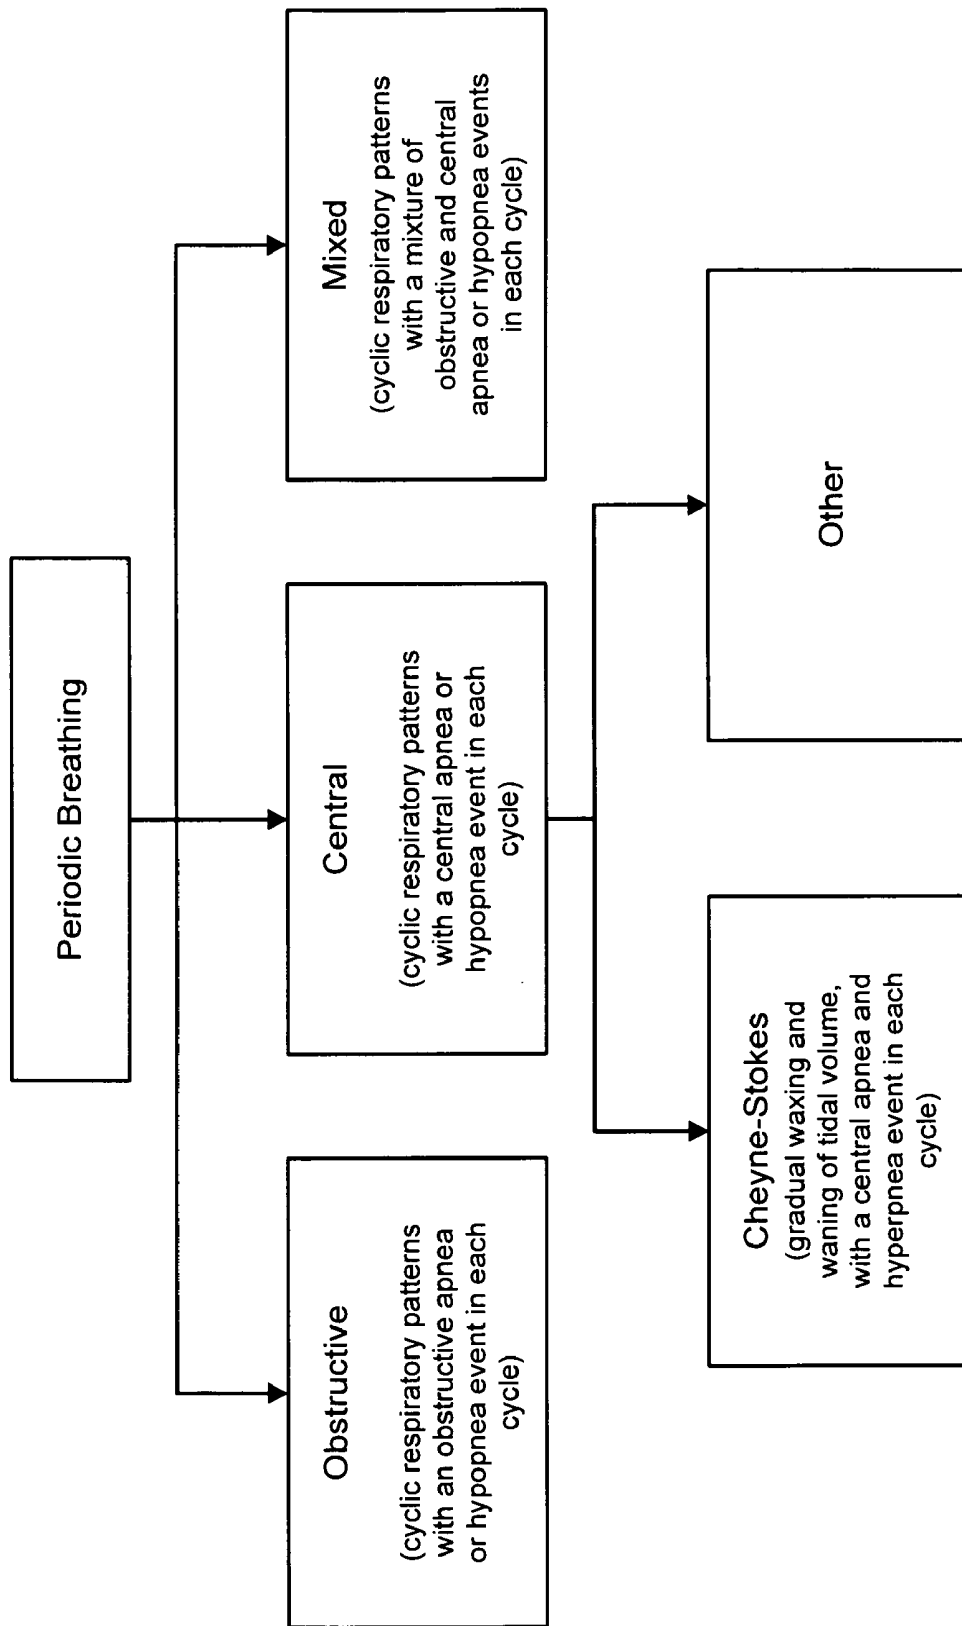 Periodic Breathing
Obstructive
(cyclic respiratory patterns
with an obstructive apnea
or hypopnea event in each
cycle)
Central
(cyclic respiratory patterns
with a central apnea or
hypopnea event in each
cycle)
Mixed
(cyclic respiratory patterns
with a mixture of
obstructive and central
apnea or hypopnea events
in each cycle)
Cheyne-Stokes
(gradual waxing and
waning of tidal volume,
with a central apnea and
hyperpnea event in each
cycle)
Other